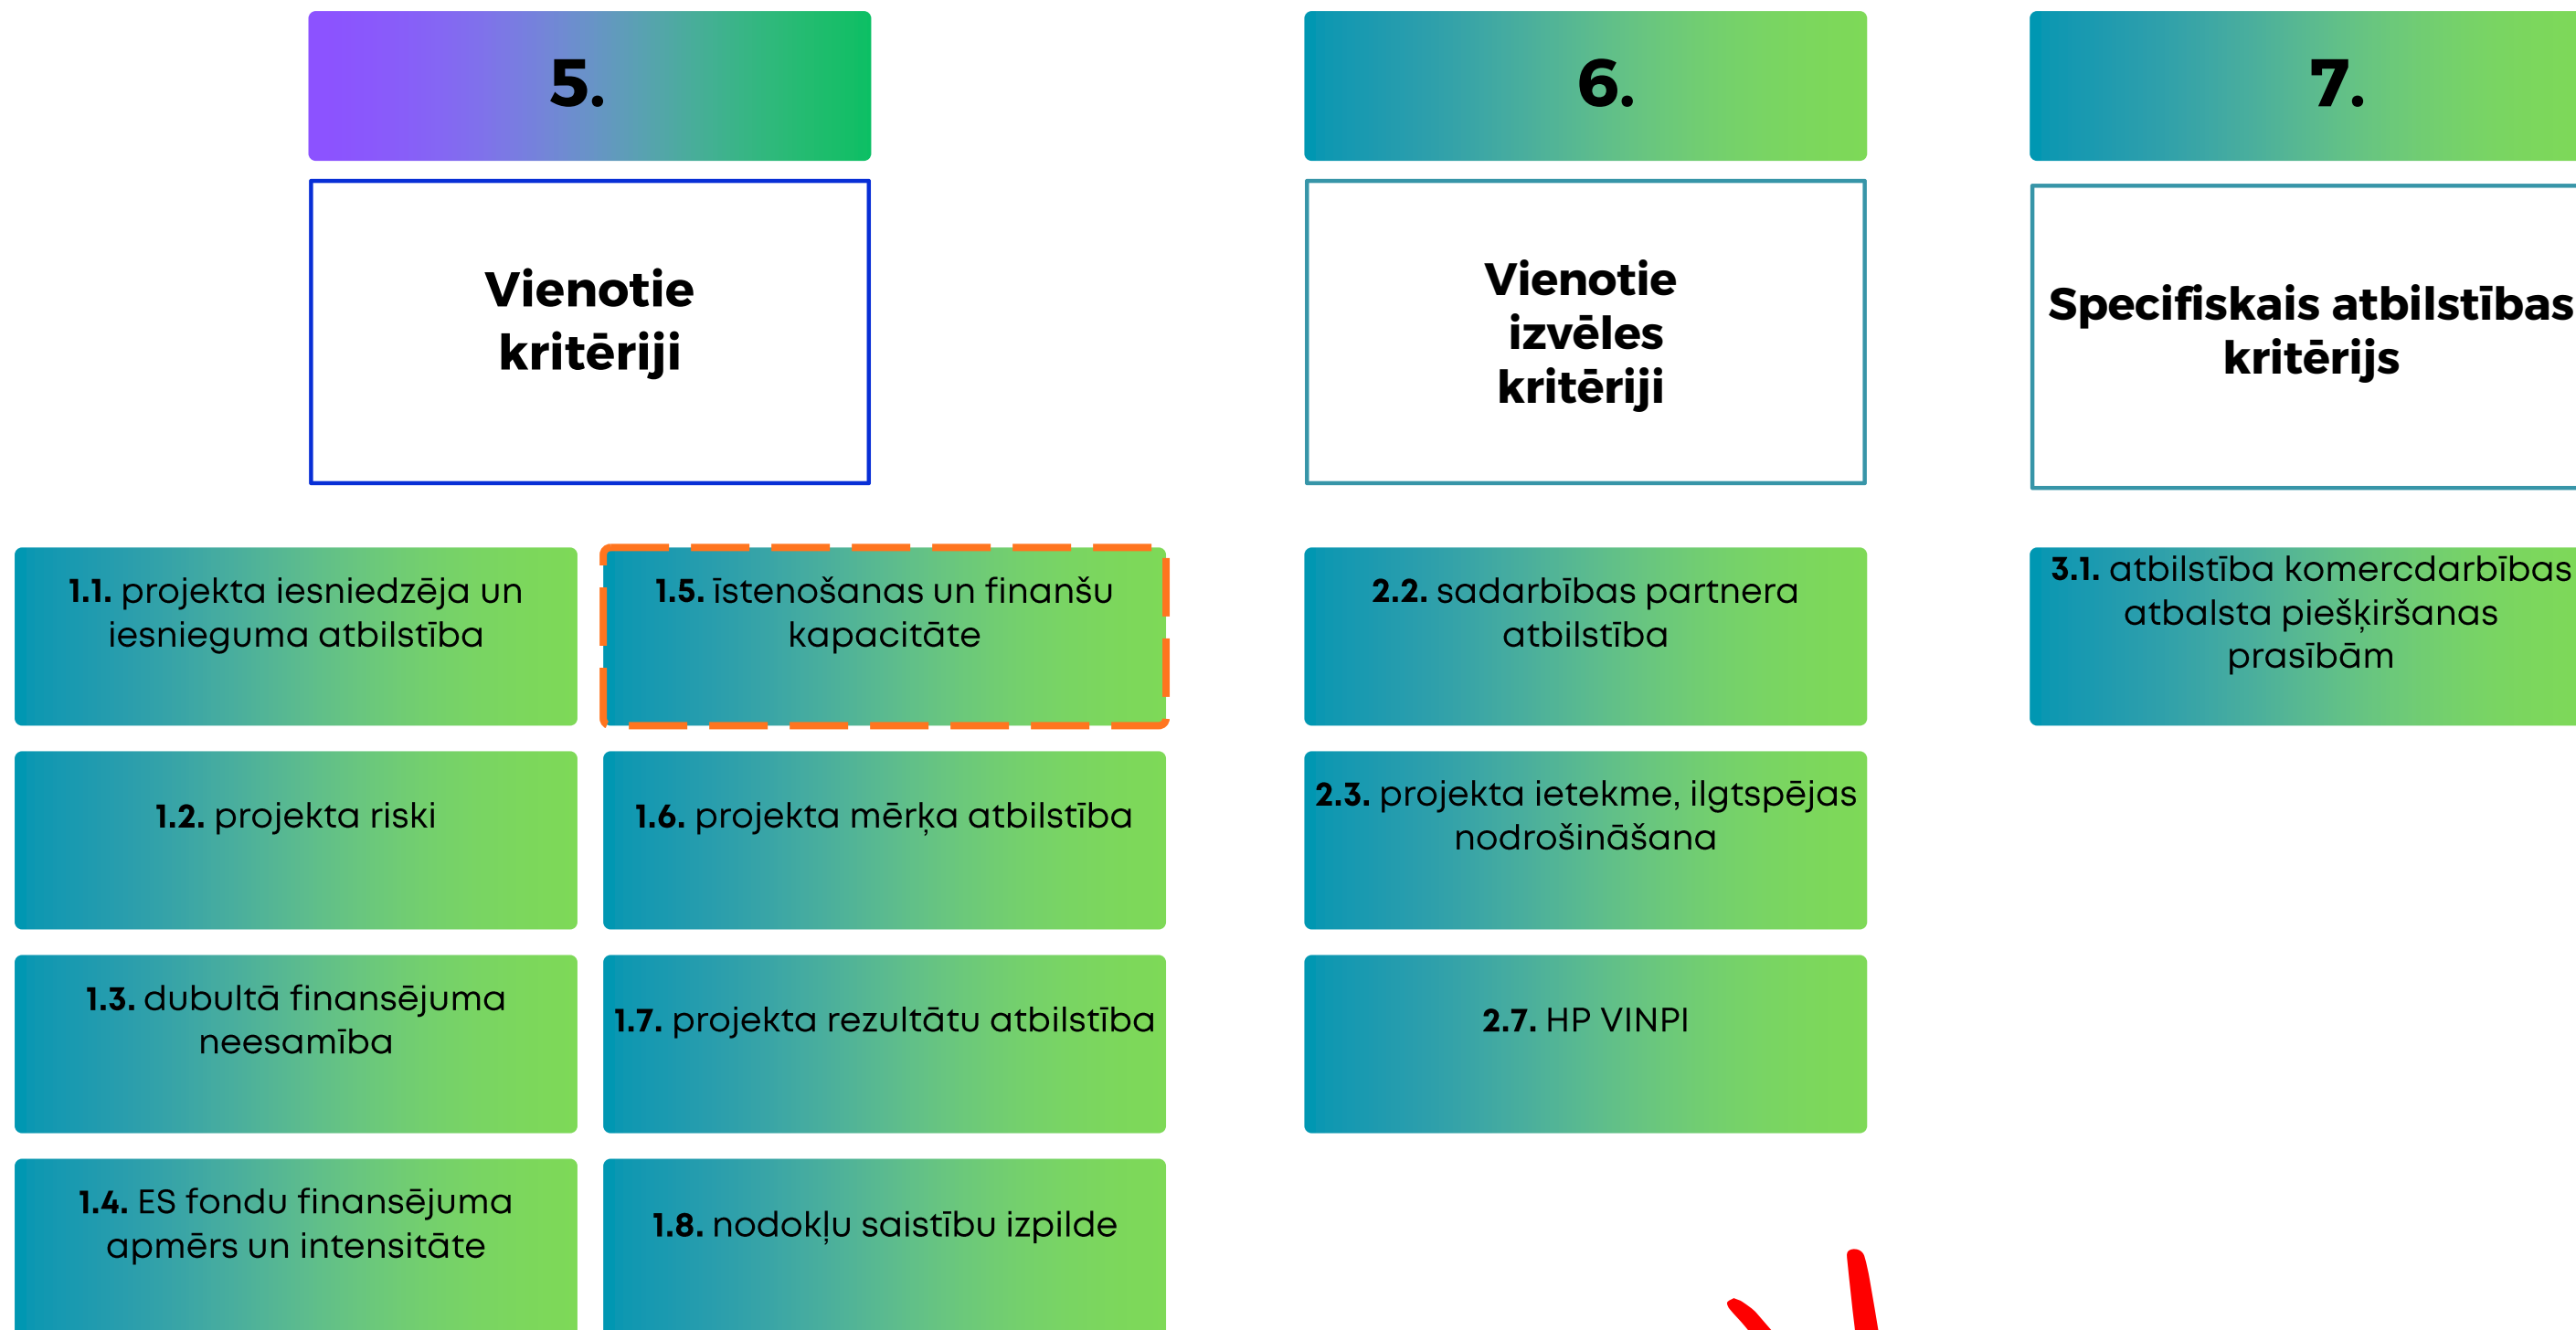 5.
Vienotie
kritēriji
1.1. projekta iesniedzēja un
iesnieguma atbilstība
1.2. projekta riski
1.3. dubultā finansējuma
neesamība
1.4. ES fondu finansējuma
apmērs un intensitāte
1.5. īstenošanas un finanšu
kapacitāte
1.6. projekta mērķa atbilstība
1.7. projekta rezultātu atbilstība
1.8. nodokļu saistību izpilde
6.
Vienotie
izvēles
kritēriji
2.2. sadarbības partnera
atbilstība
2.3. projekta ietekme, ilgtspējas
nodrošināšana
2.7. HP VINPI
7.
Specifiskais atbilstības
kritērijs
3.1. atbilstība komercdarbības
atbalsta piešķiršanas
prasībām